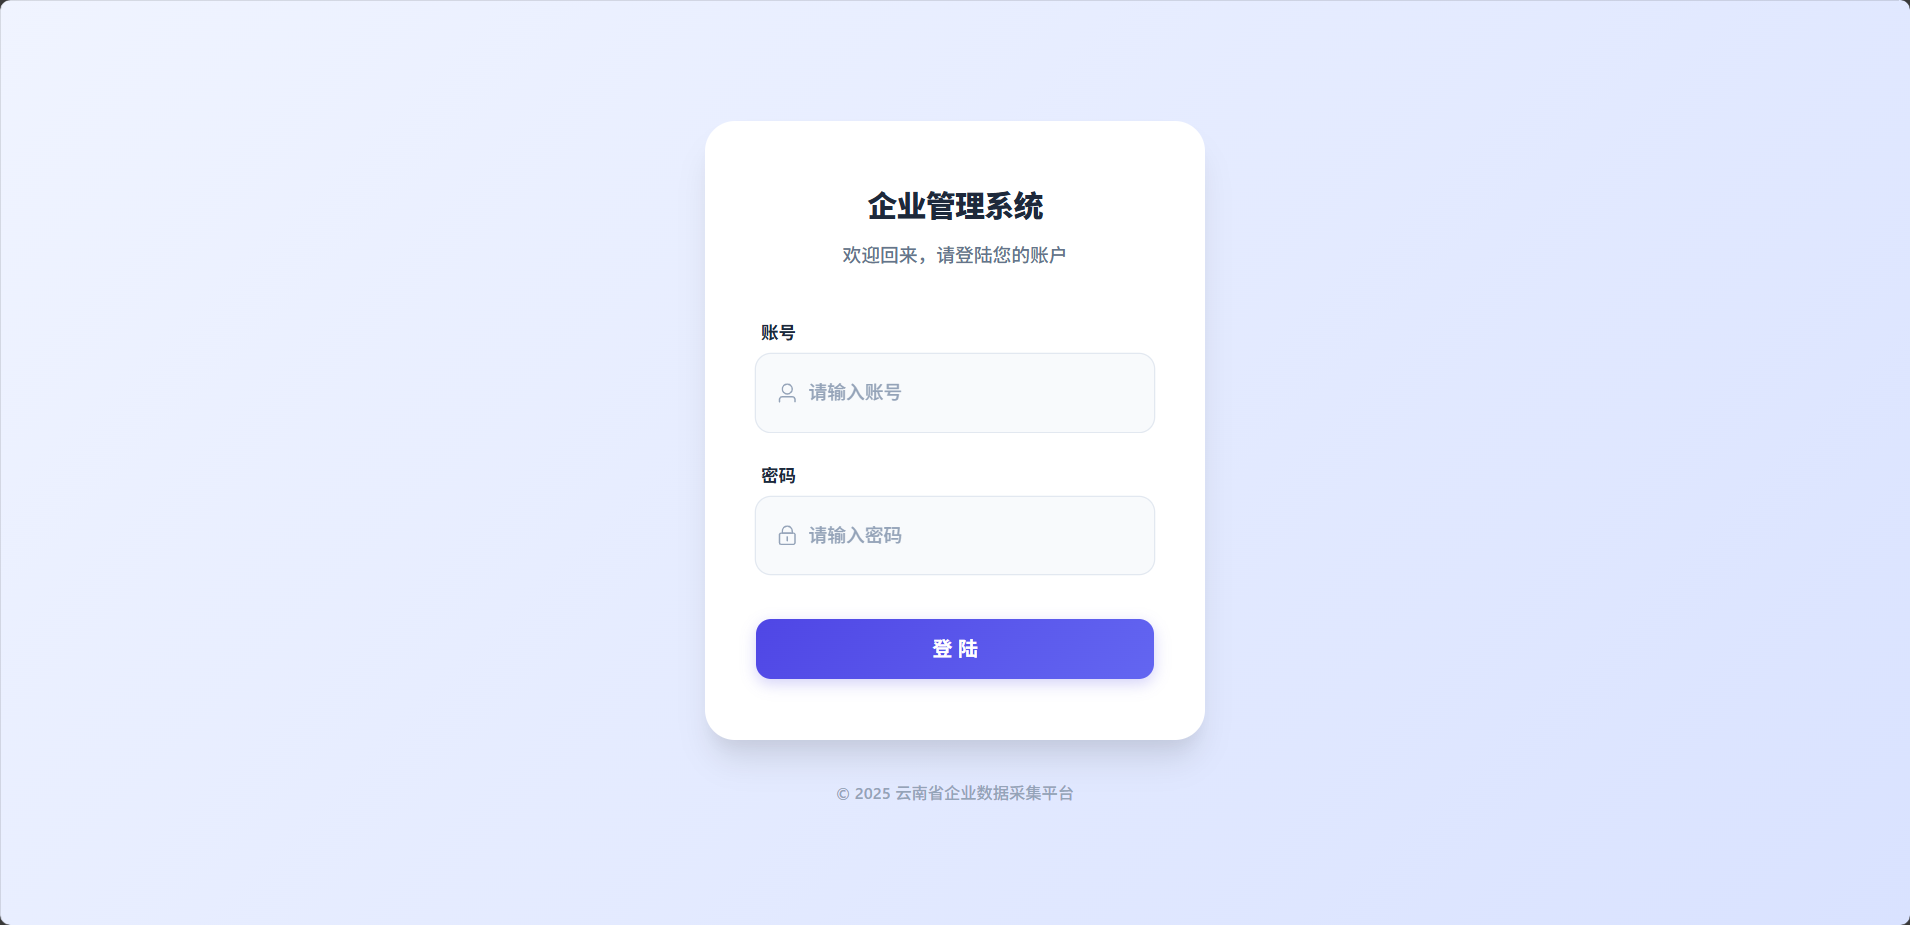 企业管理系统
欢迎回来，请登陆您的账户
账号
请输入账号
密码
请输入密码
登 陆
© 2025 云南省企业数据采集平台